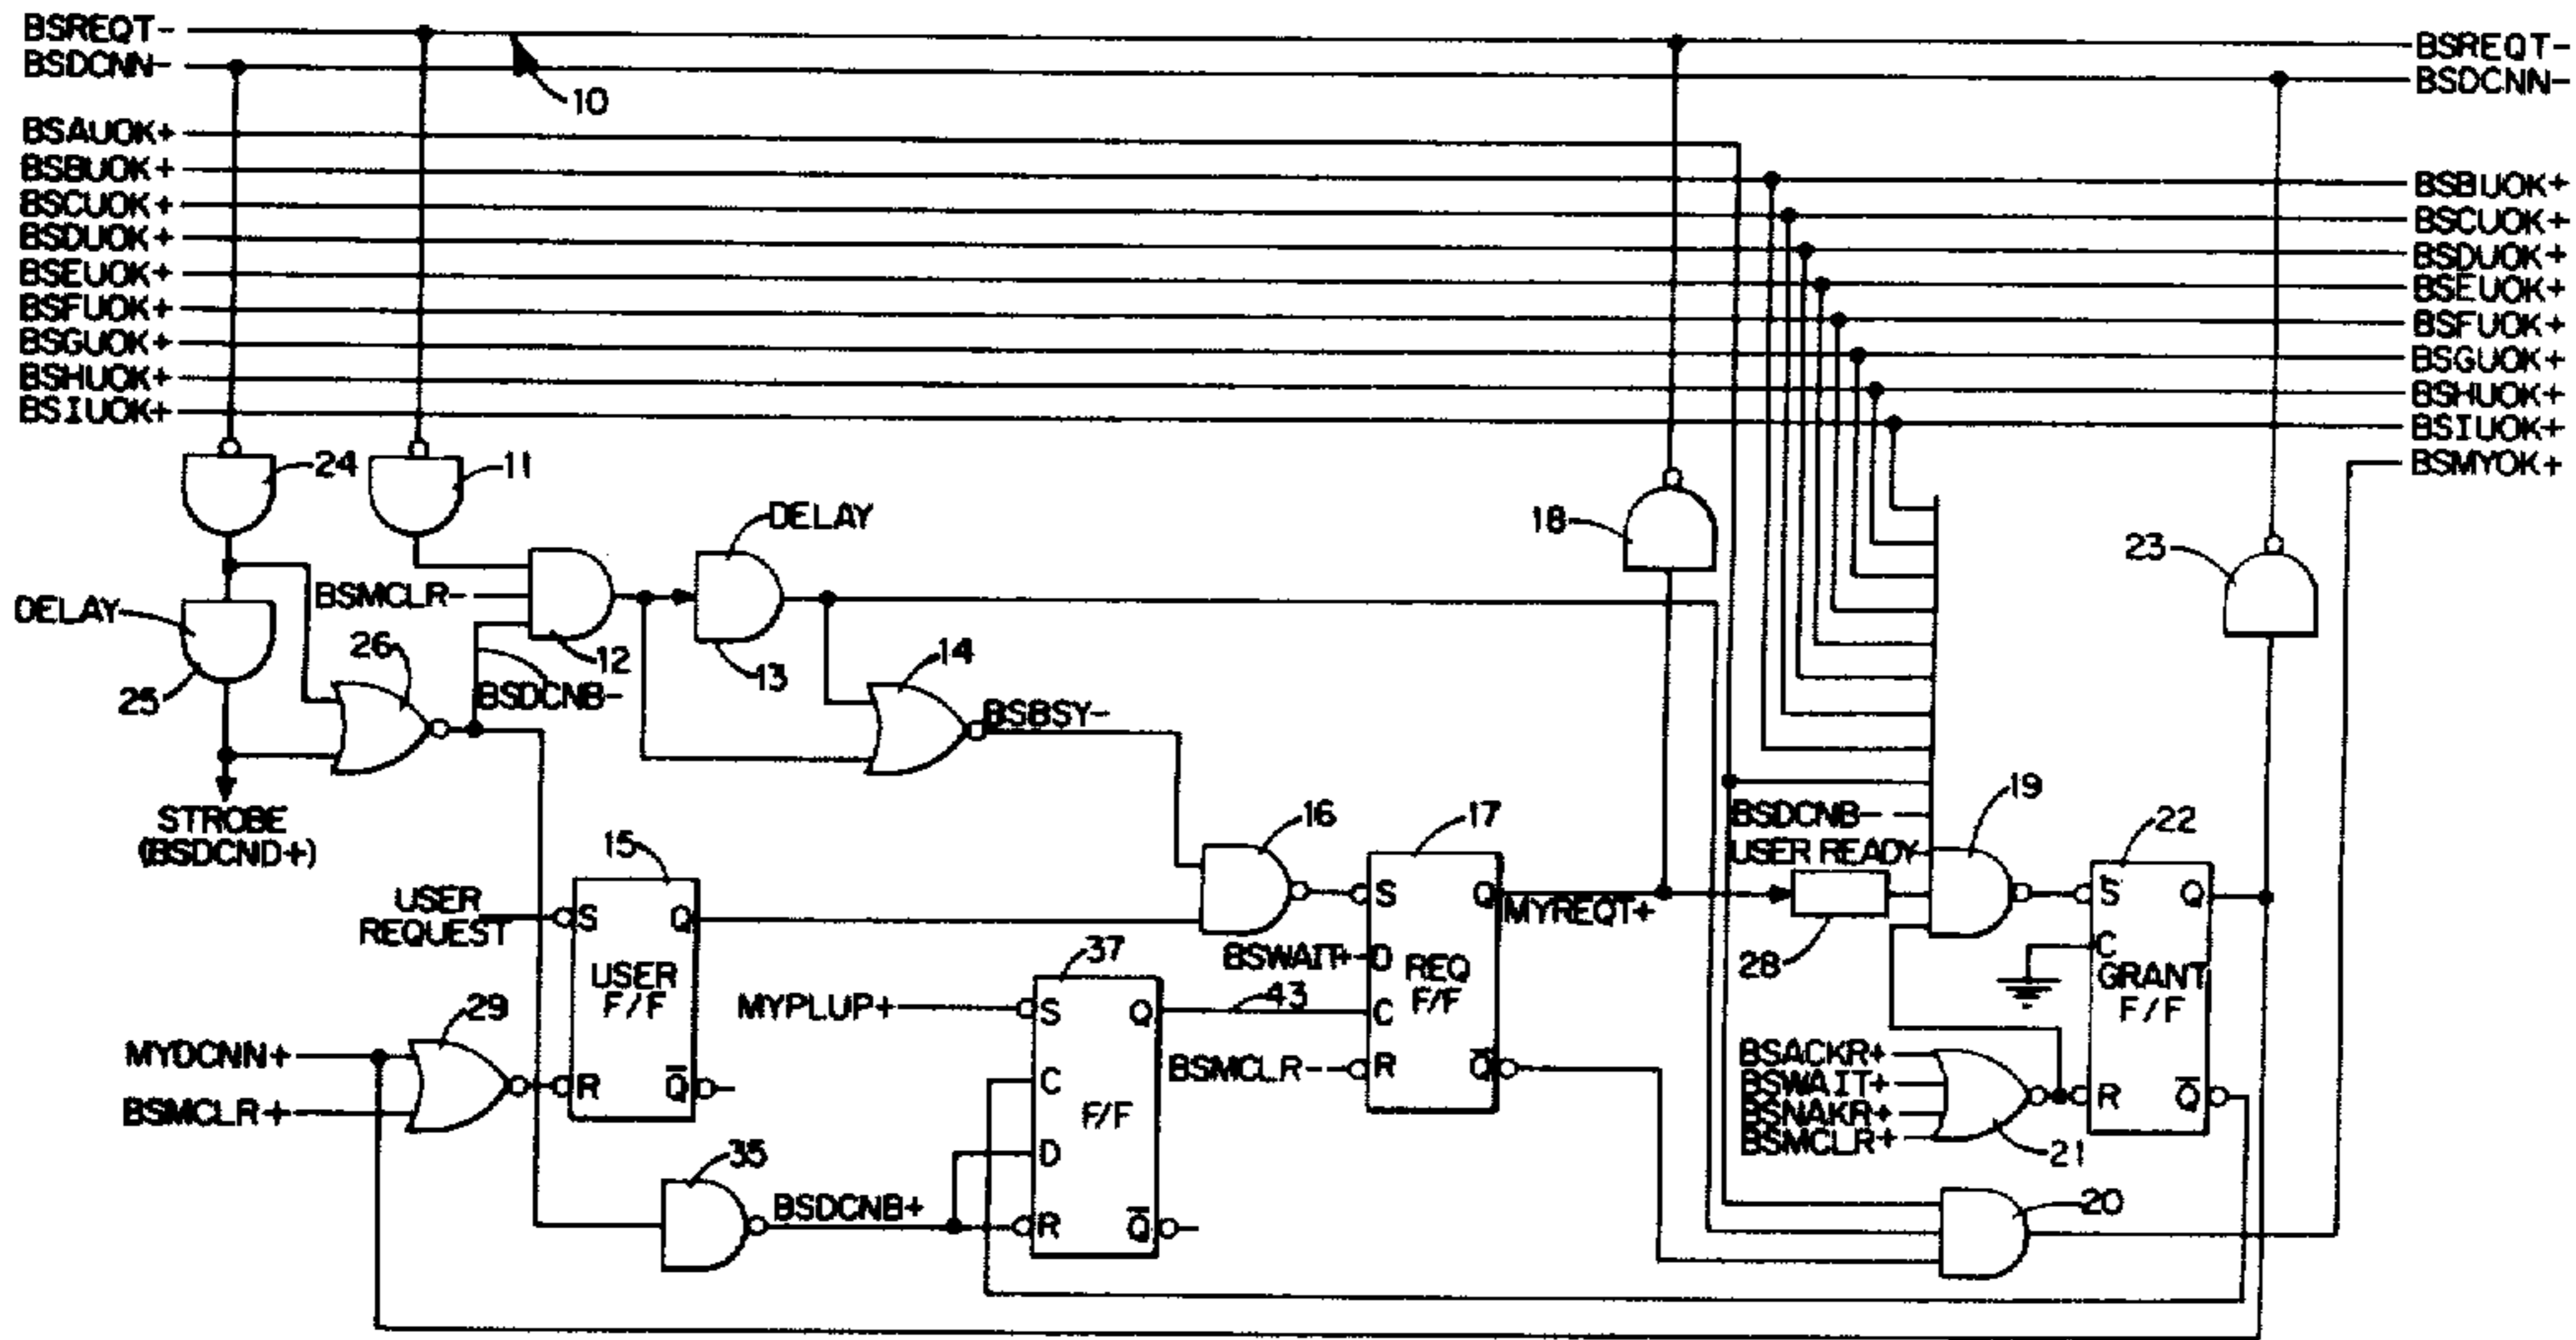 BSREQT- BSREQT-
BSDCNN- BSDCNN-
10
BSAUOK+
BSBUOK+ BSBUOK+
BSCUOK+ BSCUOK+
BSDUOK+ BSDUOK+
BSEUOK+ BSEUOK+
BSFUOK+ BSFUOK+
BSGUOK+ BSGUOK+
BSHUOK+ BSHUOK+
BSIUOK+ BSIUOK+
BSMYOK+
24 11
DELAY 18 23
BSMCLR-
DELAY
26 12 13 14
25 BSDCNB- BSBSY-
STROBE
(BSDCND+)
15 16 17 19 22
BSDCNB-
USER READY
USER
REQUEST
S Q
USER
F/F
R Q̅
S Q MYREQT+
BSWAIT+ D REQ
F/F
C
BSMCLR- R Q̅
28
S Q
C
GRANT
F/F
R Q̅
37
MYPLUP+ S Q 43
C
F/F
D
R Q̅
29
MYDCNN+
BSMCLR+
BSACKR+
BSWAIT+
BSNAKR+
BSMCLR+
21
35
BSDCNB+
20